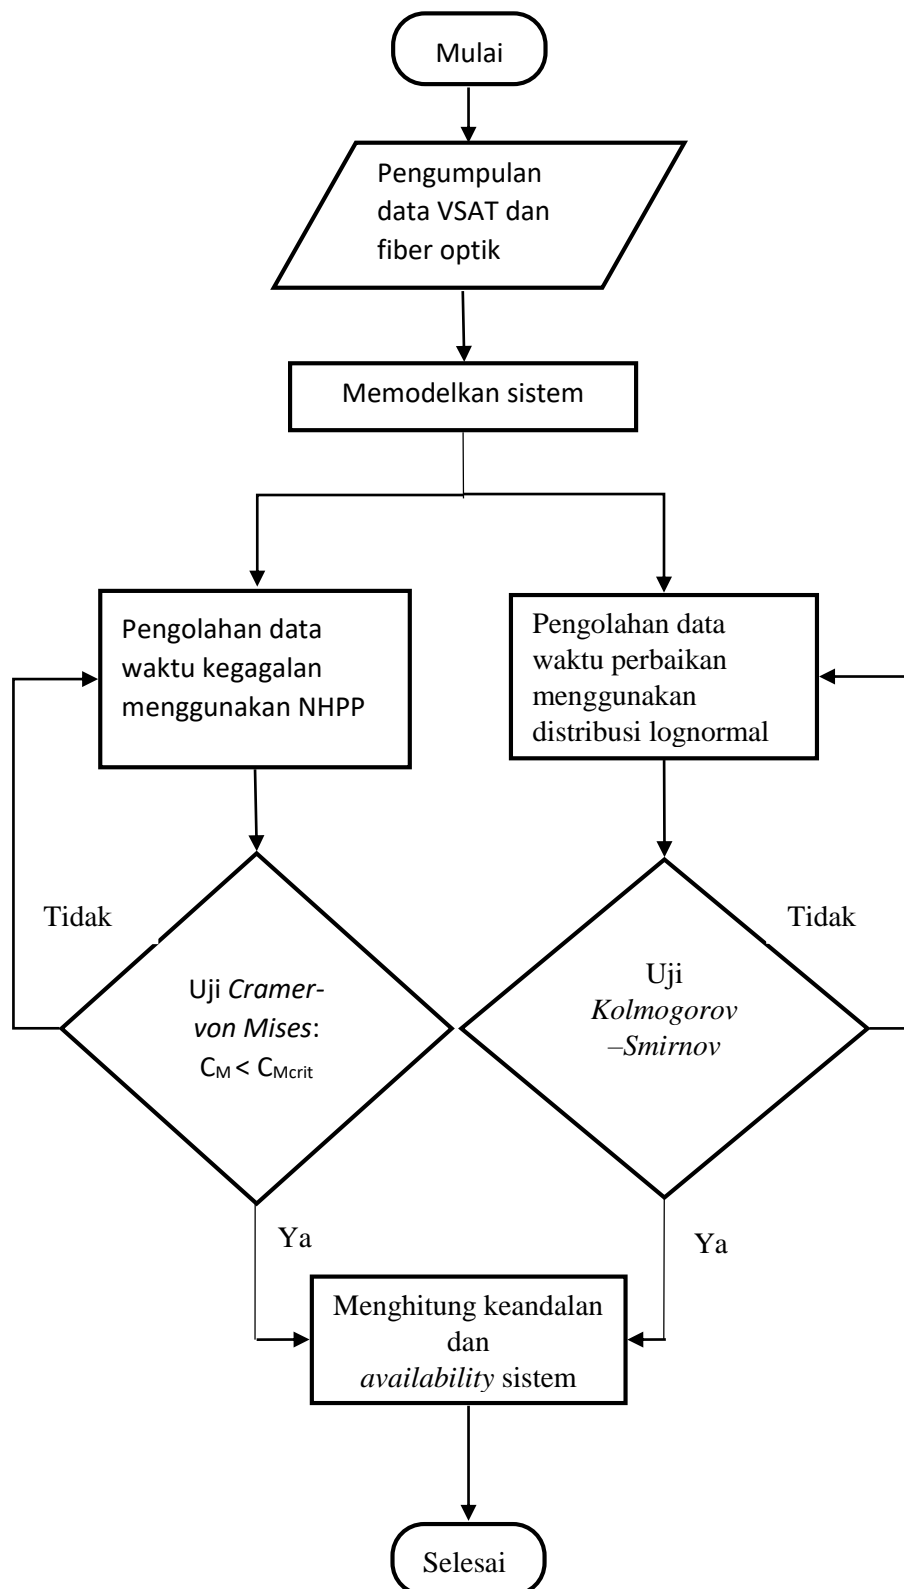 Mulai
Pengumpulan
data VSAT dan
fiber optik
Memodelkan sistem
Pengolahan data
waktu kegagalan
menggunakan NHPP
Pengolahan data
waktu perbaikan
menggunakan
distribusi lognormal
Tidak
Uji Cramer-
von Mises:
CM < CMcrit
Tidak
Uji
Kolmogorov
–Smirnov
Ya
Ya
Menghitung keandalan
dan
availability sistem
Selesai